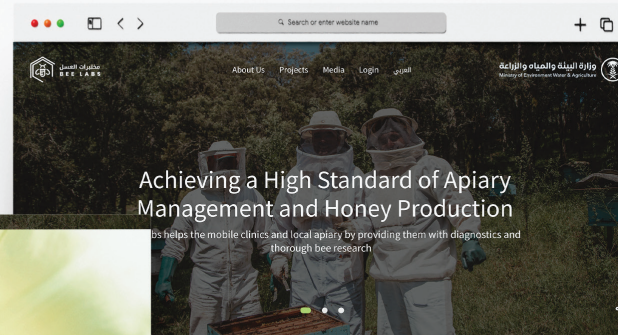 Search or enter website name
مختبرات العسل
BEE LABS
About Us Projects Media Login العربي
وزارة البيئة والمياه والزراعة
Ministry of Environment Water & Agriculture
Achieving a High Standard of Apiary
Management and Honey Production
bs helps the mobile clinics and local apiary by providing them with diagnostics and
thorough bee research